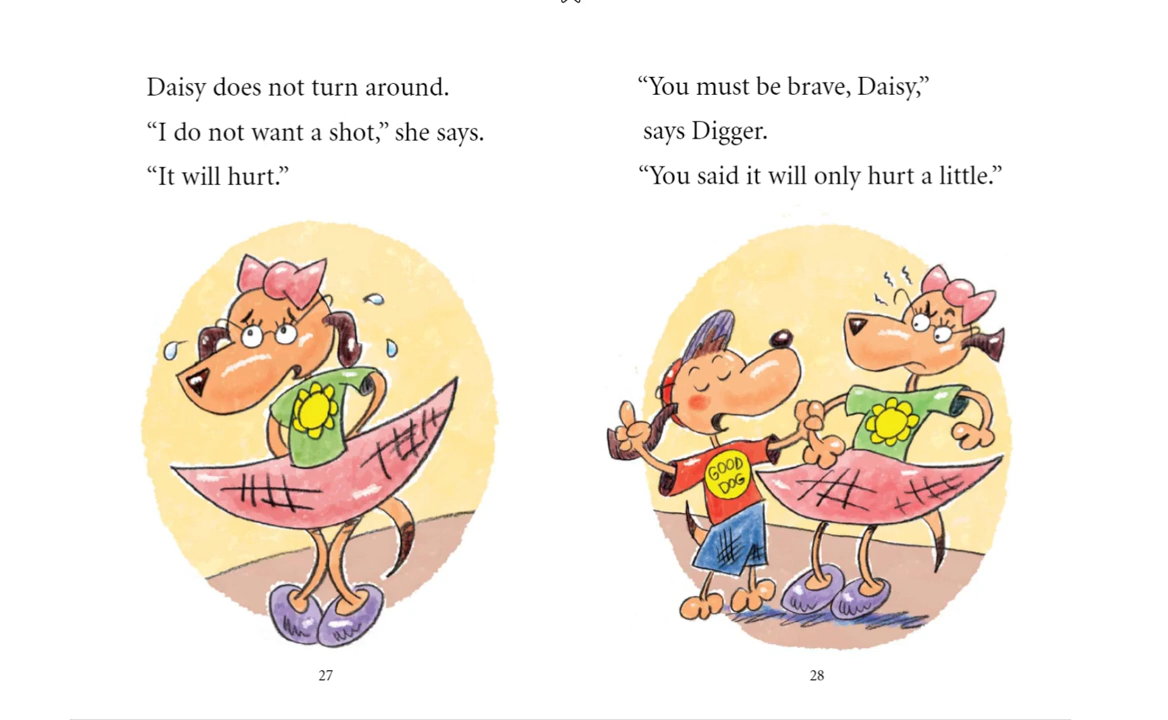 Daisy does not turn around.
“I do not want a shot,” she says.
“It will hurt.”
27
“You must be brave, Daisy,”
says Digger.
“You said it will only hurt a little.”
GOOD
DOG
28